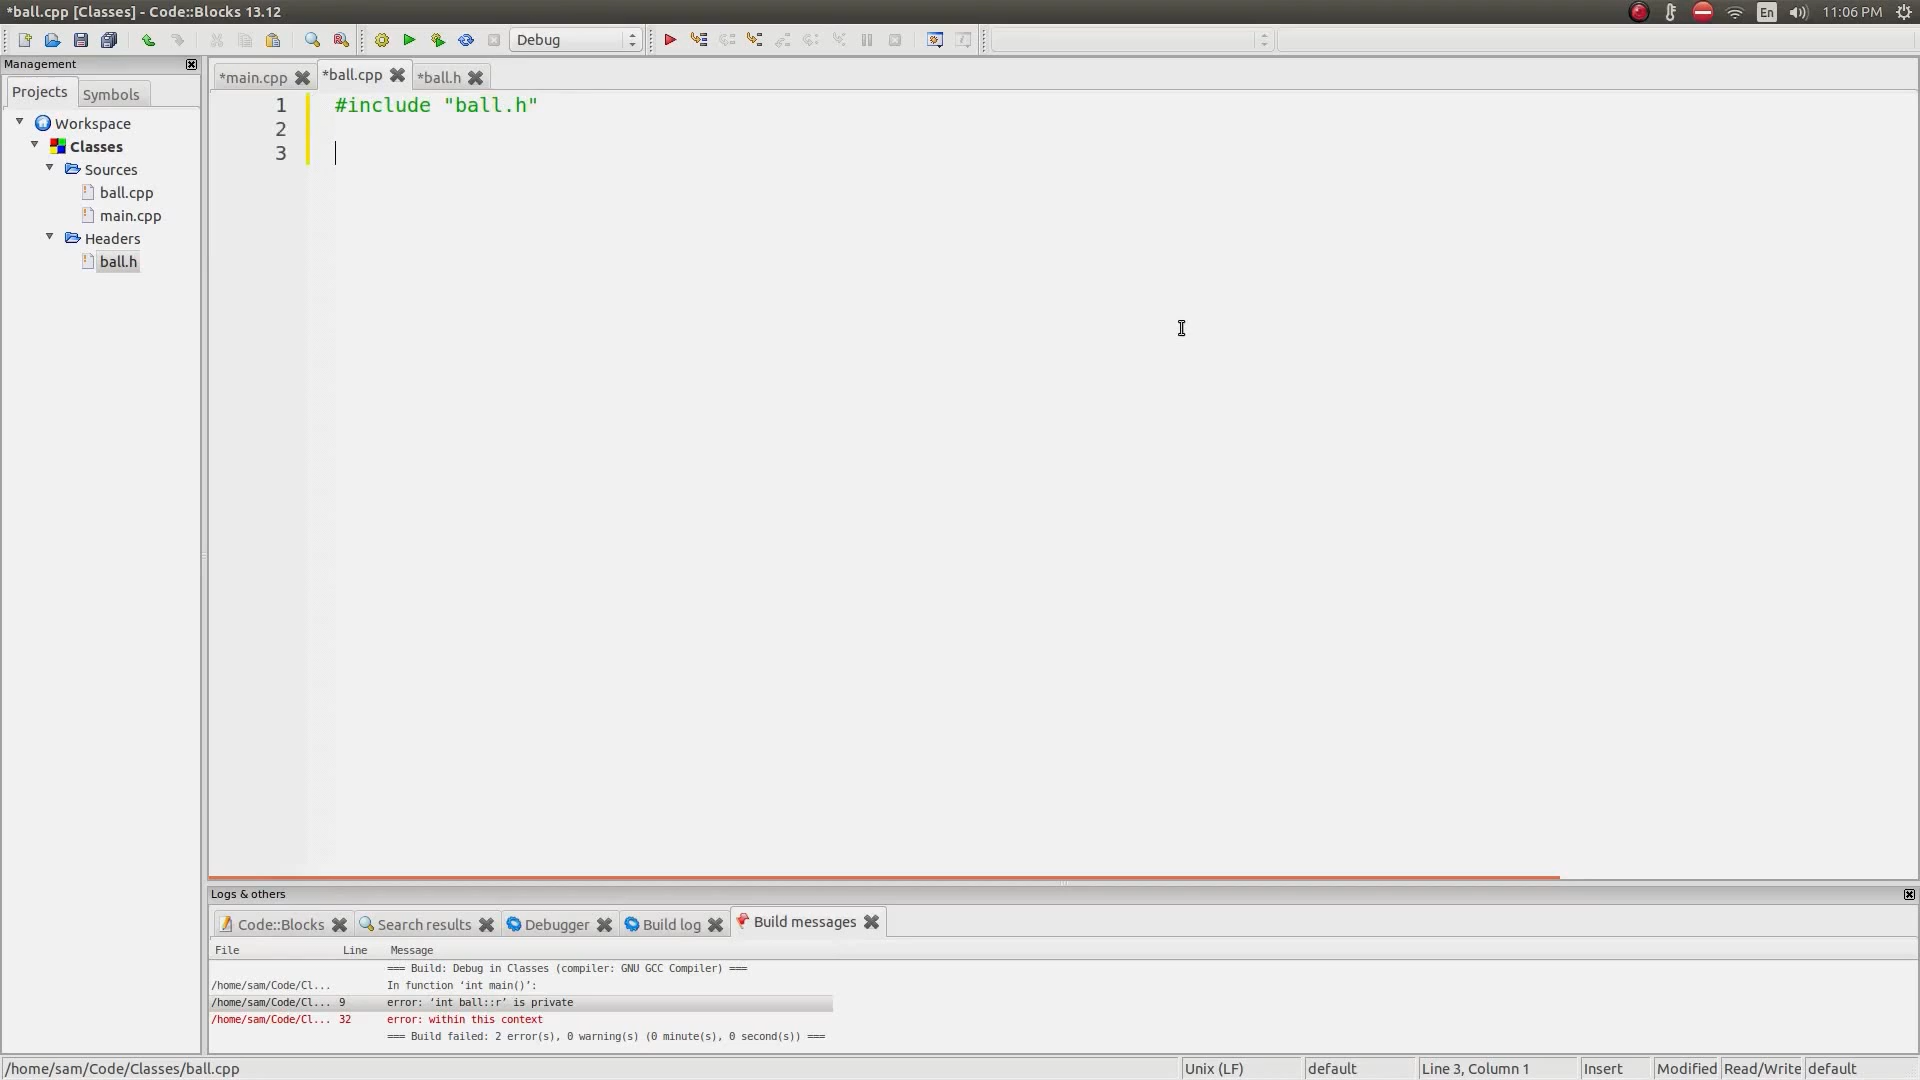 *ball.cpp [Classes] - Code::Blocks 13.12
En
11:06 PM
Debug
Management
Projects
Symbols
Workspace
Classes
Sources
ball.cpp
main.cpp
Headers
ball.h
*main.cpp
*ball.cpp
*ball.h
1 #include "ball.h"
2
3
Logs & others
Code::Blocks
Search results
Debugger
Build log
Build messages
File Line Message
=== Build: Debug in Classes (compiler: GNU GCC Compiler) ===
/home/sam/Code/Cl... In function ‘int main()’:
/home/sam/Code/Cl... 9 error: ‘int ball::r’ is private
/home/sam/Code/Cl... 32 error: within this context
=== Build failed: 2 error(s), 0 warning(s) (0 minute(s), 0 second(s)) ===
/home/sam/Code/Classes/ball.cpp
Unix (LF)
default
Line 3, Column 1
Insert
Modified
Read/Write
default